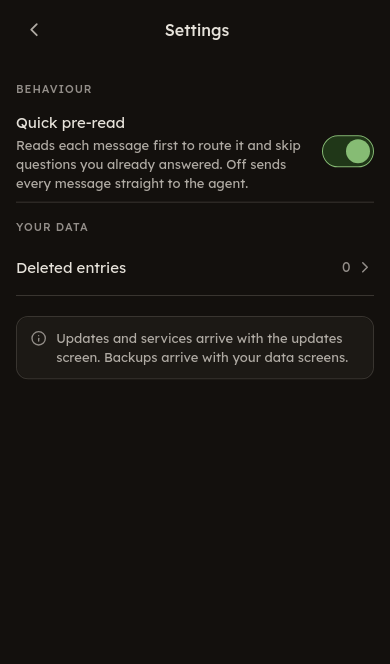 Settings
BEHAVIOUR
Quick pre-read
Reads each message first to route it and skip
questions you already answered. Off sends
every message straight to the agent.
YOUR DATA
Deleted entries
0
Updates and services arrive with the updates
screen. Backups arrive with your data screens.